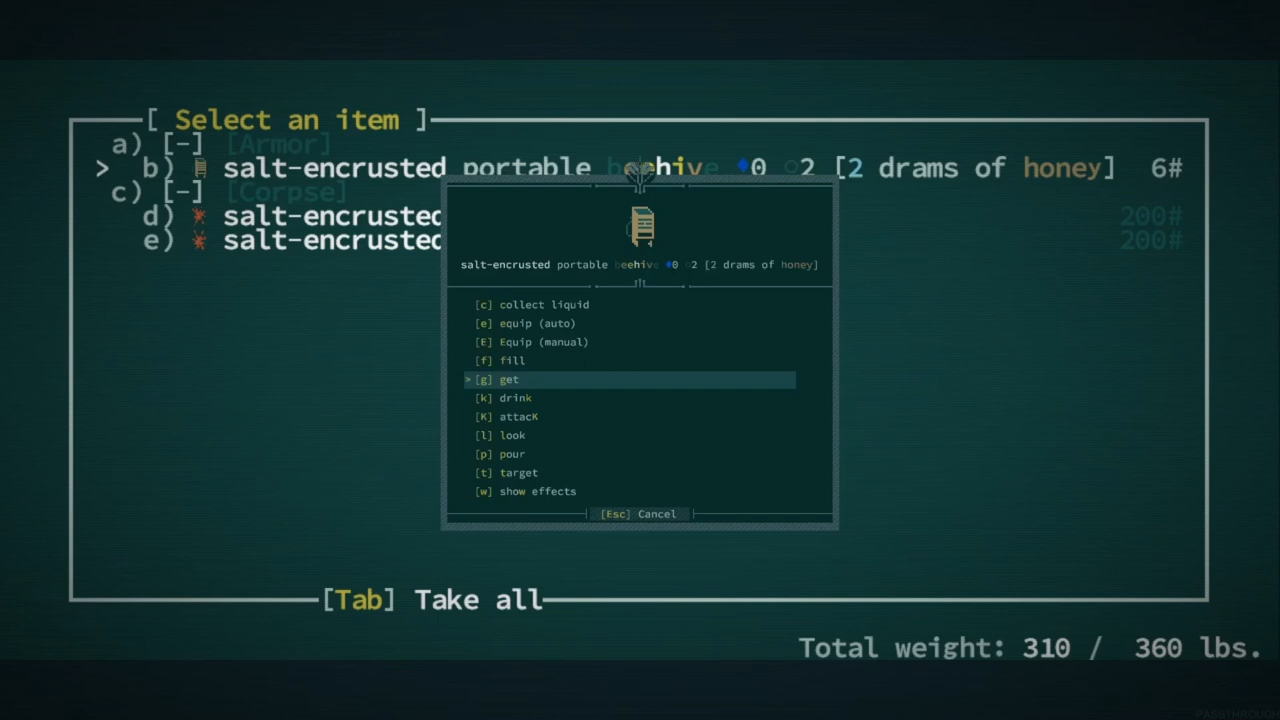 [ Select an item ]
a) [-] [Armor]
> b) salt-encrusted portable beehive ♦0 ○2 [2 drams of honey] 6#
c) [-] [Corpse]
d) salt-encrusted 200#
e) salt-encrusted 200#
salt-encrusted portable beehive ♦0 ○2 [2 drams of honey]
[c] collect liquid
[e] equip (auto)
[E] Equip (manual)
[f] fill
> [g] get
[k] drink
[K] attacK
[l] look
[p] pour
[t] target
[w] show effects
[Esc] Cancel
[Tab] Take all
Total weight: 310 / 360 lbs.